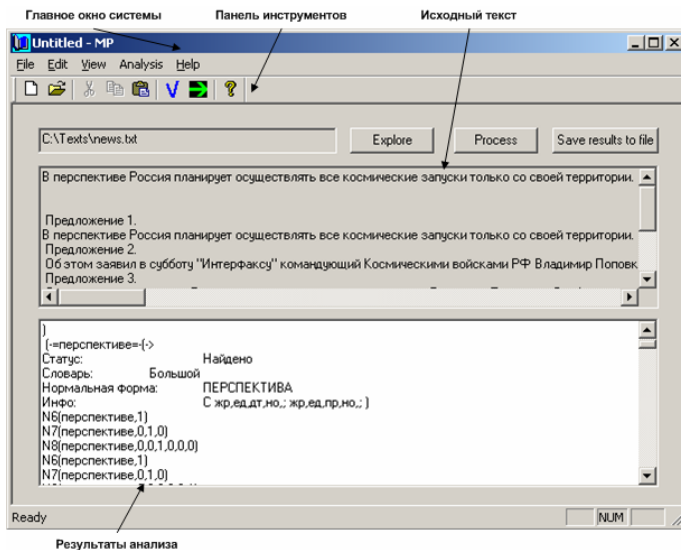 Главное окно системы Панель инструментов Исходный текст
Untitled - MP
File Edit View Analysis Help
C:\Texts\news.txt Explore Process Save results to file
В перспективе Россия планирует осуществлять все космические запуски только со своей территории.
Предложение 1.
В перспективе Россия планирует осуществлять все космические запуски только со своей территории.
Предложение 2.
Об этом заявил в субботу "Интерфаксу" командующий Космическими войсками РФ Владимир Поповк
Предложение 3.
)
(-=перспективе=-(->
Статус: Найдено
Словарь: Большой
Нормальная форма: ПЕРСПЕКТИВА
Инфо: С жр,ед,дт,но,; жр,ед,пр,но,; )
N6(перспективе,1)
N7(перспективе,0,1,0)
N8(перспективе,0,0,1,0,0,0)
N6(перспективе,1)
N7(перспективе,0,1,0)
Ready NUM
Результаты анализа